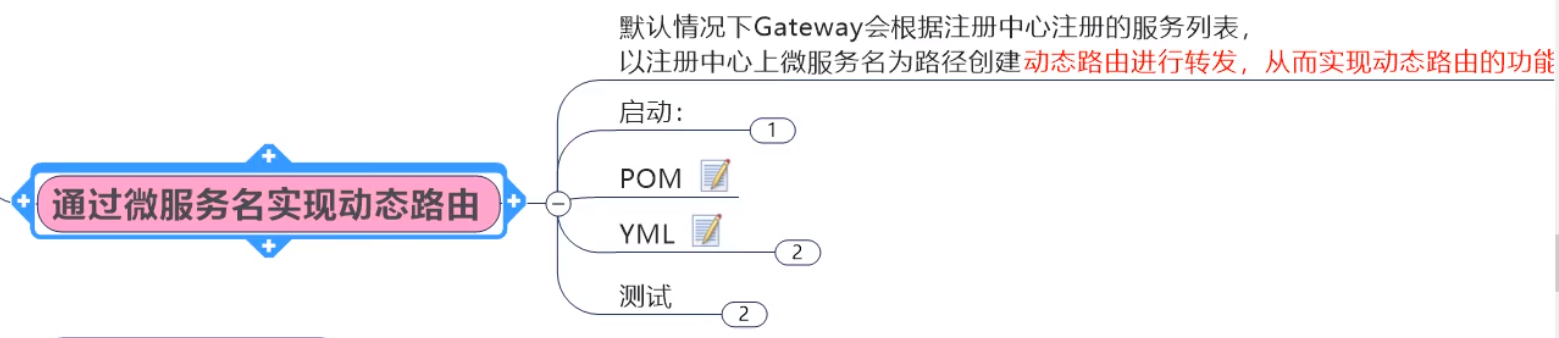 默认情况下Gateway会根据注册中心注册的服务列表，
以注册中心上微服务名为路径创建动态路由进行转发，从而实现动态路由的功能
启动：
1
POM
通过微服务名实现动态路由
YML
2
测试
2